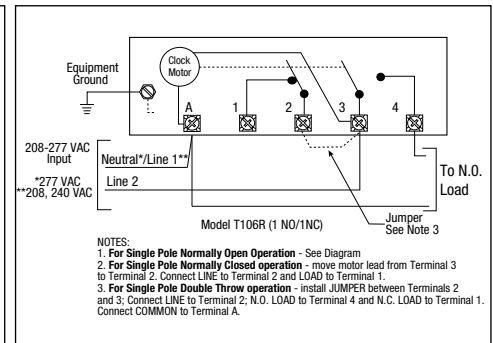 Clock
Motor
Equipment
Ground
A
1
2
3
4
208-277 VAC
Input
Neutral*/Line 1**
*277 VAC
**208, 240 VAC
Line 2
To N.O.
Load
Model T106R (1 NO/1NC)
Jumper
See Note 3
NOTES:
1. For Single Pole Normally Open Operation - See Diagram
2. For Single Pole Normally Closed operation - move motor lead from Terminal 3
to Terminal 2. Connect LINE to Terminal 2 and LOAD to Terminal 1.
3. For Single Pole Double Throw operation - install JUMPER between Terminals 2
and 3; Connect LINE to Terminal 2; N.O. LOAD to Terminal 4 and N.C. LOAD to Terminal 1.
Connect COMMON to Terminal A.